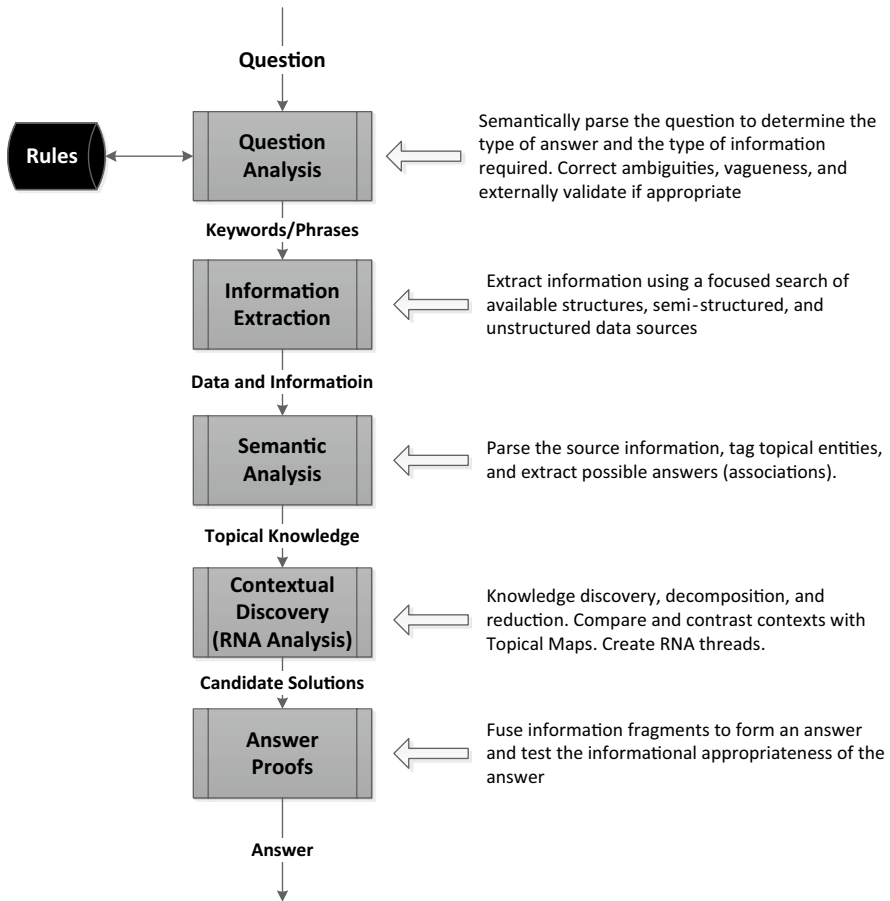 Question
Rules
Question
Analysis
Semantically parse the question to determine the
type of answer and the type of information
required. Correct ambiguities, vagueness, and
externally validate if appropriate
Keywords/Phrases
Information
Extraction
Extract information using a focused search of
available structures, semi-structured, and
unstructured data sources
Data and Informatioin
Semantic
Analysis
Parse the source information, tag topical entities,
and extract possible answers (associations).
Topical Knowledge
Contextual
Discovery
(RNA Analysis)
Knowledge discovery, decomposition, and
reduction. Compare and contrast contexts with
Topical Maps. Create RNA threads.
Candidate Solutions
Answer
Proofs
Fuse information fragments to form an answer
and test the informational appropriateness of the
answer
Answer